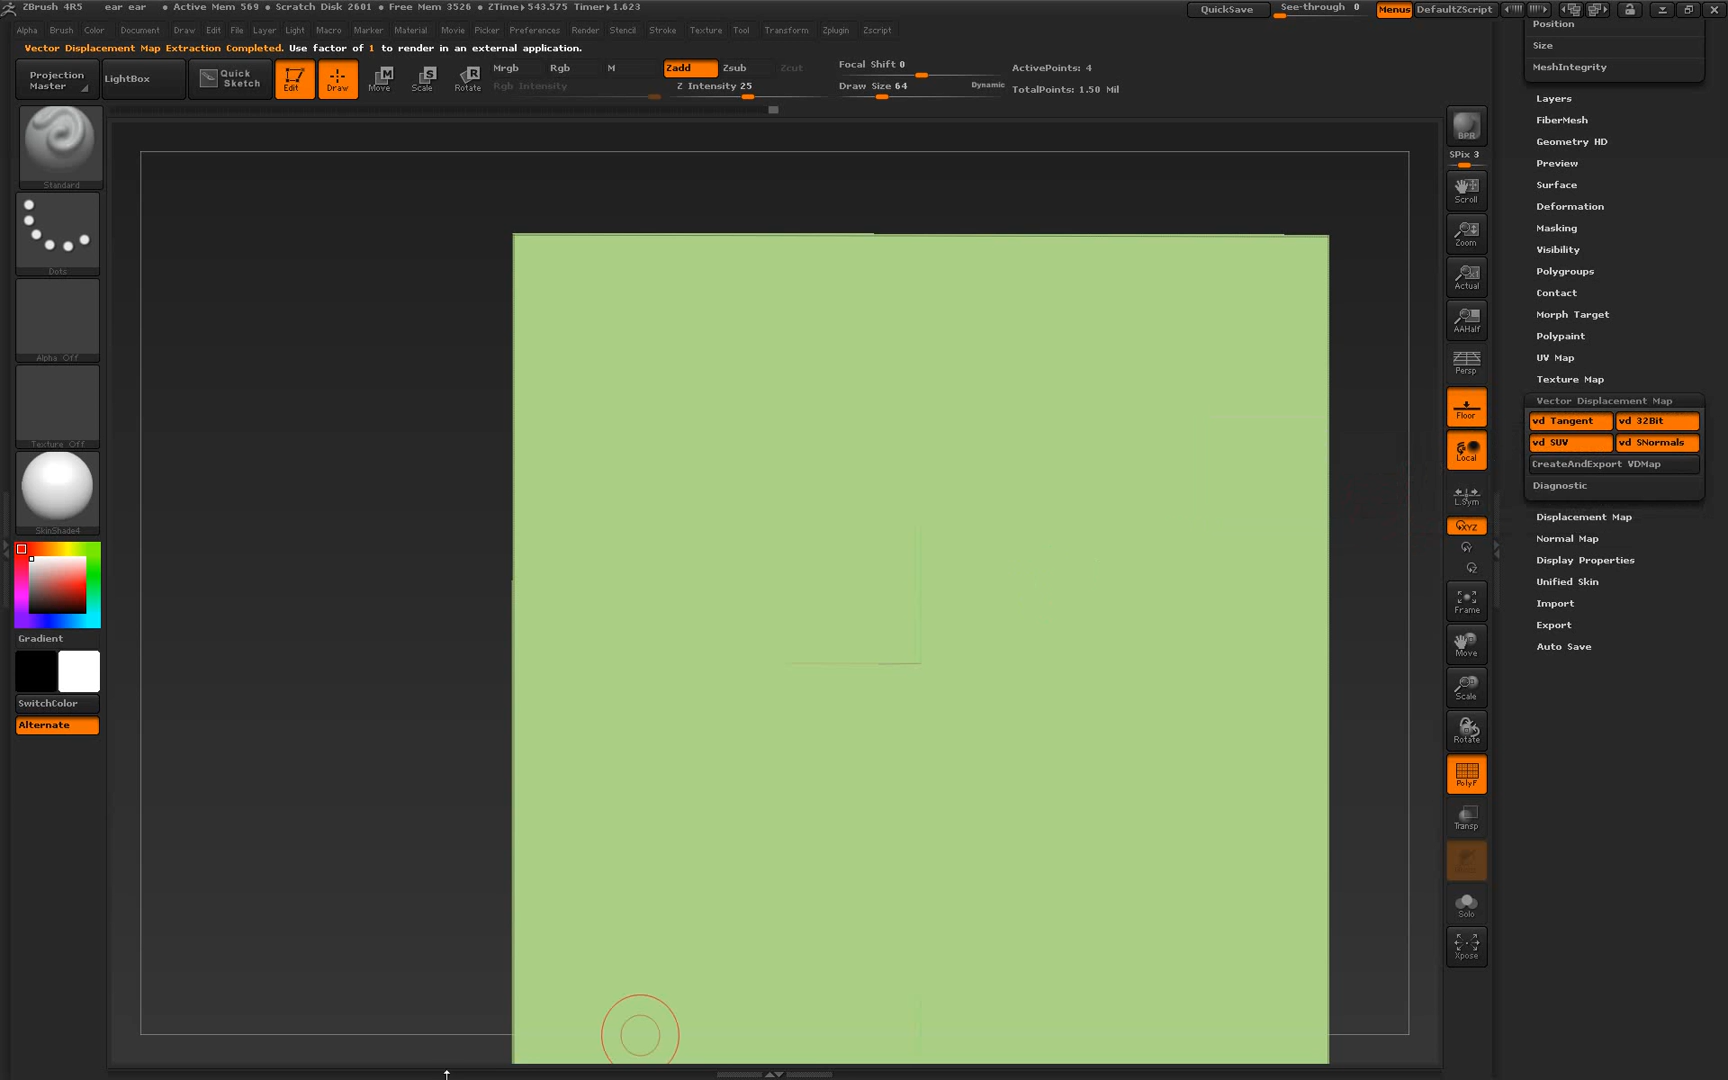 ZBrush 4R5 ear ear • Active Mem 569 • Scratch Disk 2601 • Free Mem 3526 • ZTime▸543.575 Timer▸1.623
QuickSave See-through 0 Menus DefaultZScript
Alpha Brush Color Document Draw Edit File Layer Light Macro Marker Material Movie Picker Preferences Render Stencil Stroke Texture Tool Transform Zplugin Zscript
Vector Displacement Map Extraction Completed. Use factor of 1 to render in an external application.
Projection Master
LightBox
Quick Sketch
Edit
Draw
Move
Scale
Rotate
Mrgb Rgb M
Rgb Intensity
Zadd Zsub Zcut
Z Intensity 25
Focal Shift 0
Draw Size 64 Dynamic
ActivePoints: 4
TotalPoints: 1.50 Mil
Standard
Dots
Alpha Off
Texture Off
SkinShade4
Gradient
SwitchColor
Alternate
BPR
SPix 3
Scroll
Zoom
Actual
AAHalf
Persp
Floor
Local
L.Sym
XYZ
Frame
Move
Scale
Rotate
PolyF
Transp
Solo
Xpose
Position
Size
MeshIntegrity
Layers
FiberMesh
Geometry HD
Preview
Surface
Deformation
Masking
Visibility
Polygroups
Contact
Morph Target
Polypaint
UV Map
Texture Map
Vector Displacement Map
vd Tangent vd 32Bit
vd SUV vd SNormals
CreateAndExport VDMap
Diagnostic
Displacement Map
Normal Map
Display Properties
Unified Skin
Import
Export
Auto Save